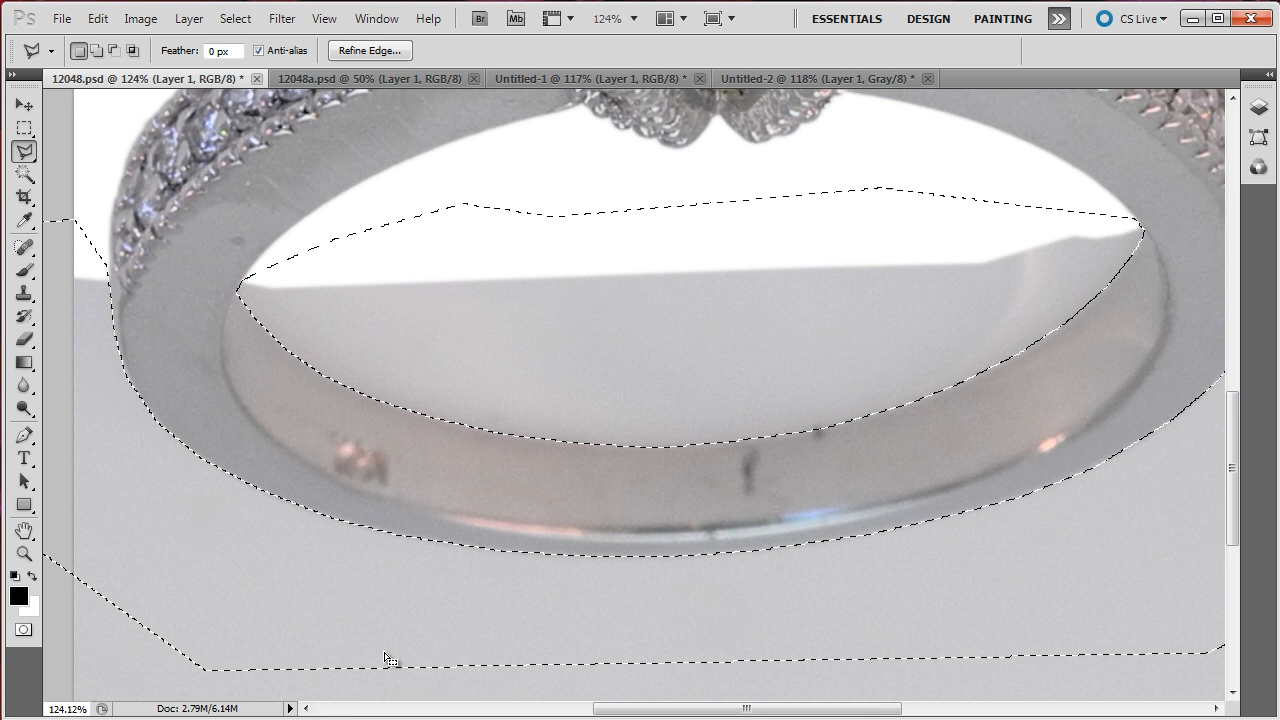 Ps File Edit Image Layer Select Filter View Window Help Br Mb 124% ESSENTIALS DESIGN PAINTING CS Live
Feather: 0 px Anti-alias Refine Edge...
12048.psd @ 124% (Layer 1, RGB/8) * 12048a.psd @ 50% (Layer 1, RGB/8) Untitled-1 @ 117% (Layer 1, RGB/8) * Untitled-2 @ 118% (Layer 1, Gray/8) *
T
124.12% Doc: 2.79M/6.14M